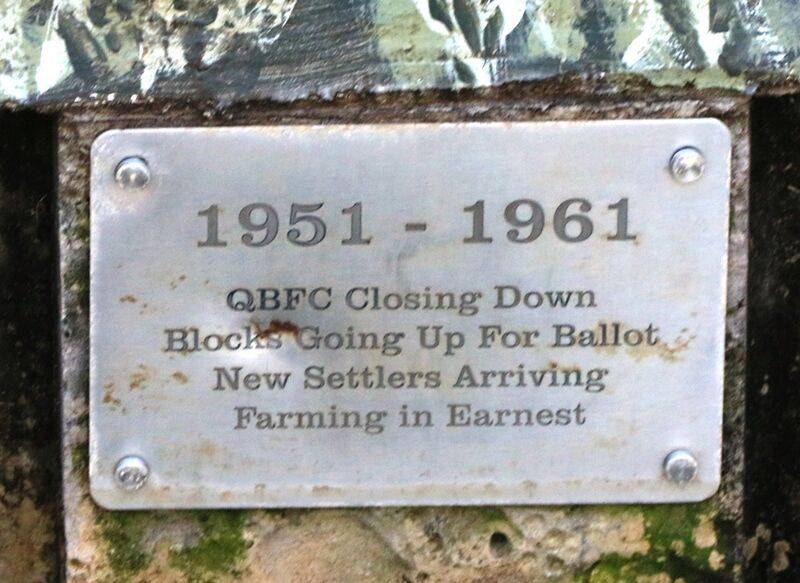 1951 - 1961
QBFC Closing Down
Blocks Going Up For Ballot
New Settlers Arriving
Farming in Earnest